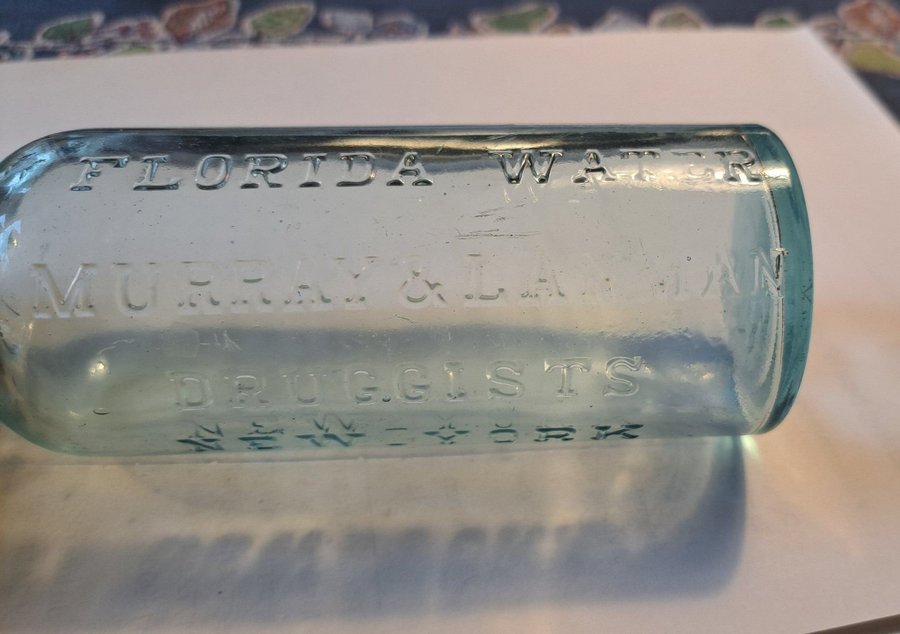 FLORIDA WATER
MURRAY & LANMAN
DRUGGISTS
NEW-YORK